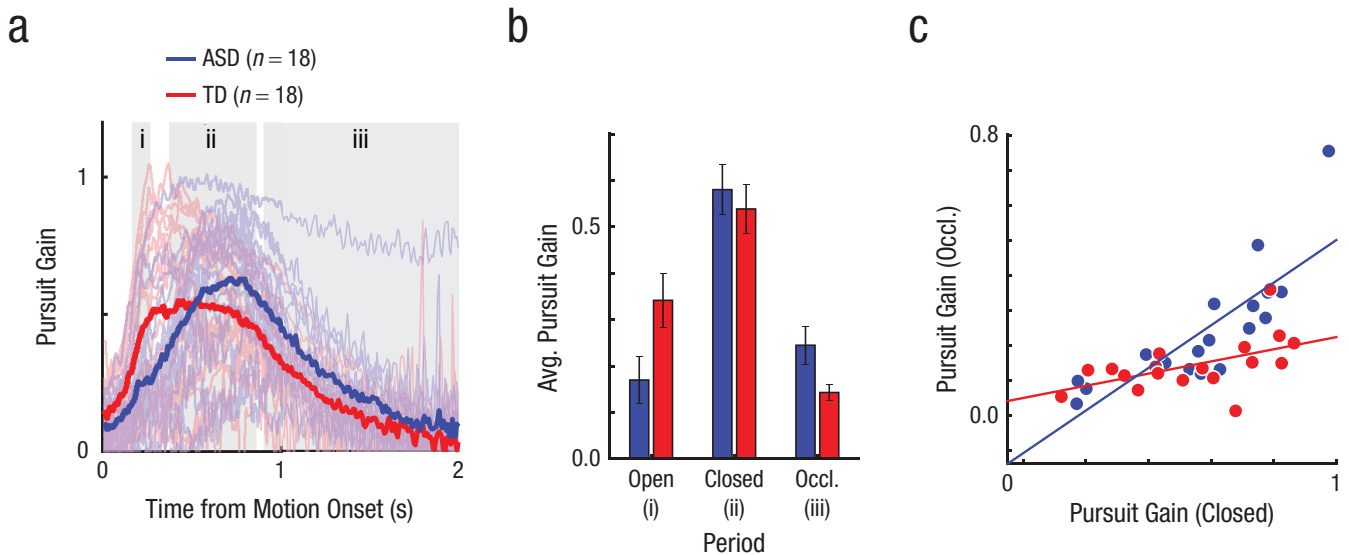 a
ASD (n = 18)
TD (n = 18)
i
ii
iii
1
0
Pursuit Gain
0
1
2
Time from Motion Onset (s)
b
0.5
0.0
Avg. Pursuit Gain
Open
(i)
Closed
(ii)
Occl.
(iii)
Period
c
0.8
0.0
Pursuit Gain (Occl.)
0
1
Pursuit Gain (Closed)